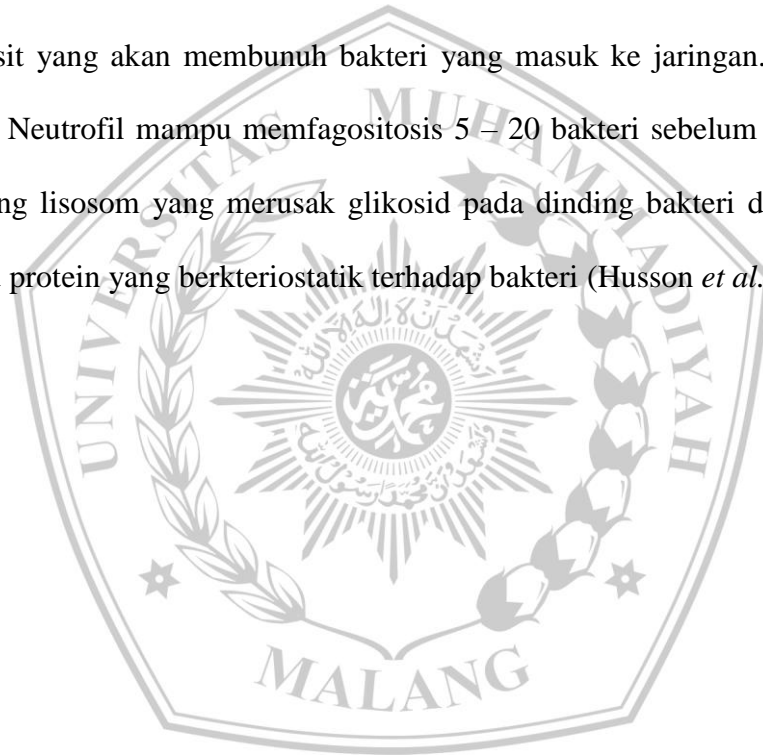 sit yang akan membunuh bakteri yang masuk ke jaringan.
Neutrofil mampu memfagositosis 5 – 20 bakteri sebelum
ng lisosom yang merusak glikosid pada dinding bakteri d
protein yang berkteriostatik terhadap bakteri (Husson et al.
UNIVERSITAS MUHAMMADIYAH
MALANG